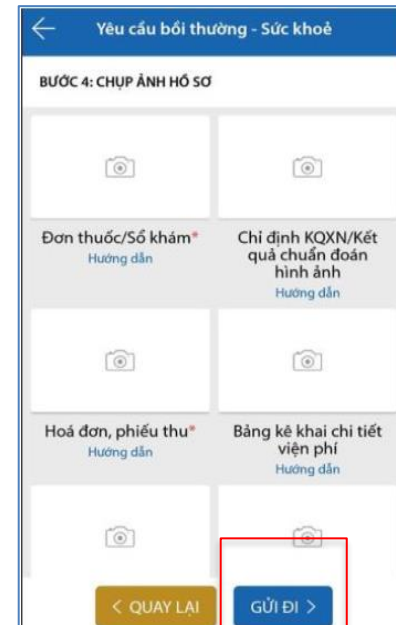 Yêu cầu bồi thường - Sức khoẻ
BƯỚC 4: CHỤP ẢNH HỒ SƠ
Đơn thuốc/Sổ khám*
Hướng dẫn
Chỉ định KQXN/Kết
quả chuẩn đoán
hình ảnh
Hướng dẫn
Hoá đơn, phiếu thu*
Hướng dẫn
Bảng kê khai chi tiết
viện phí
Hướng dẫn
< QUAY LẠI
GỬI ĐI >